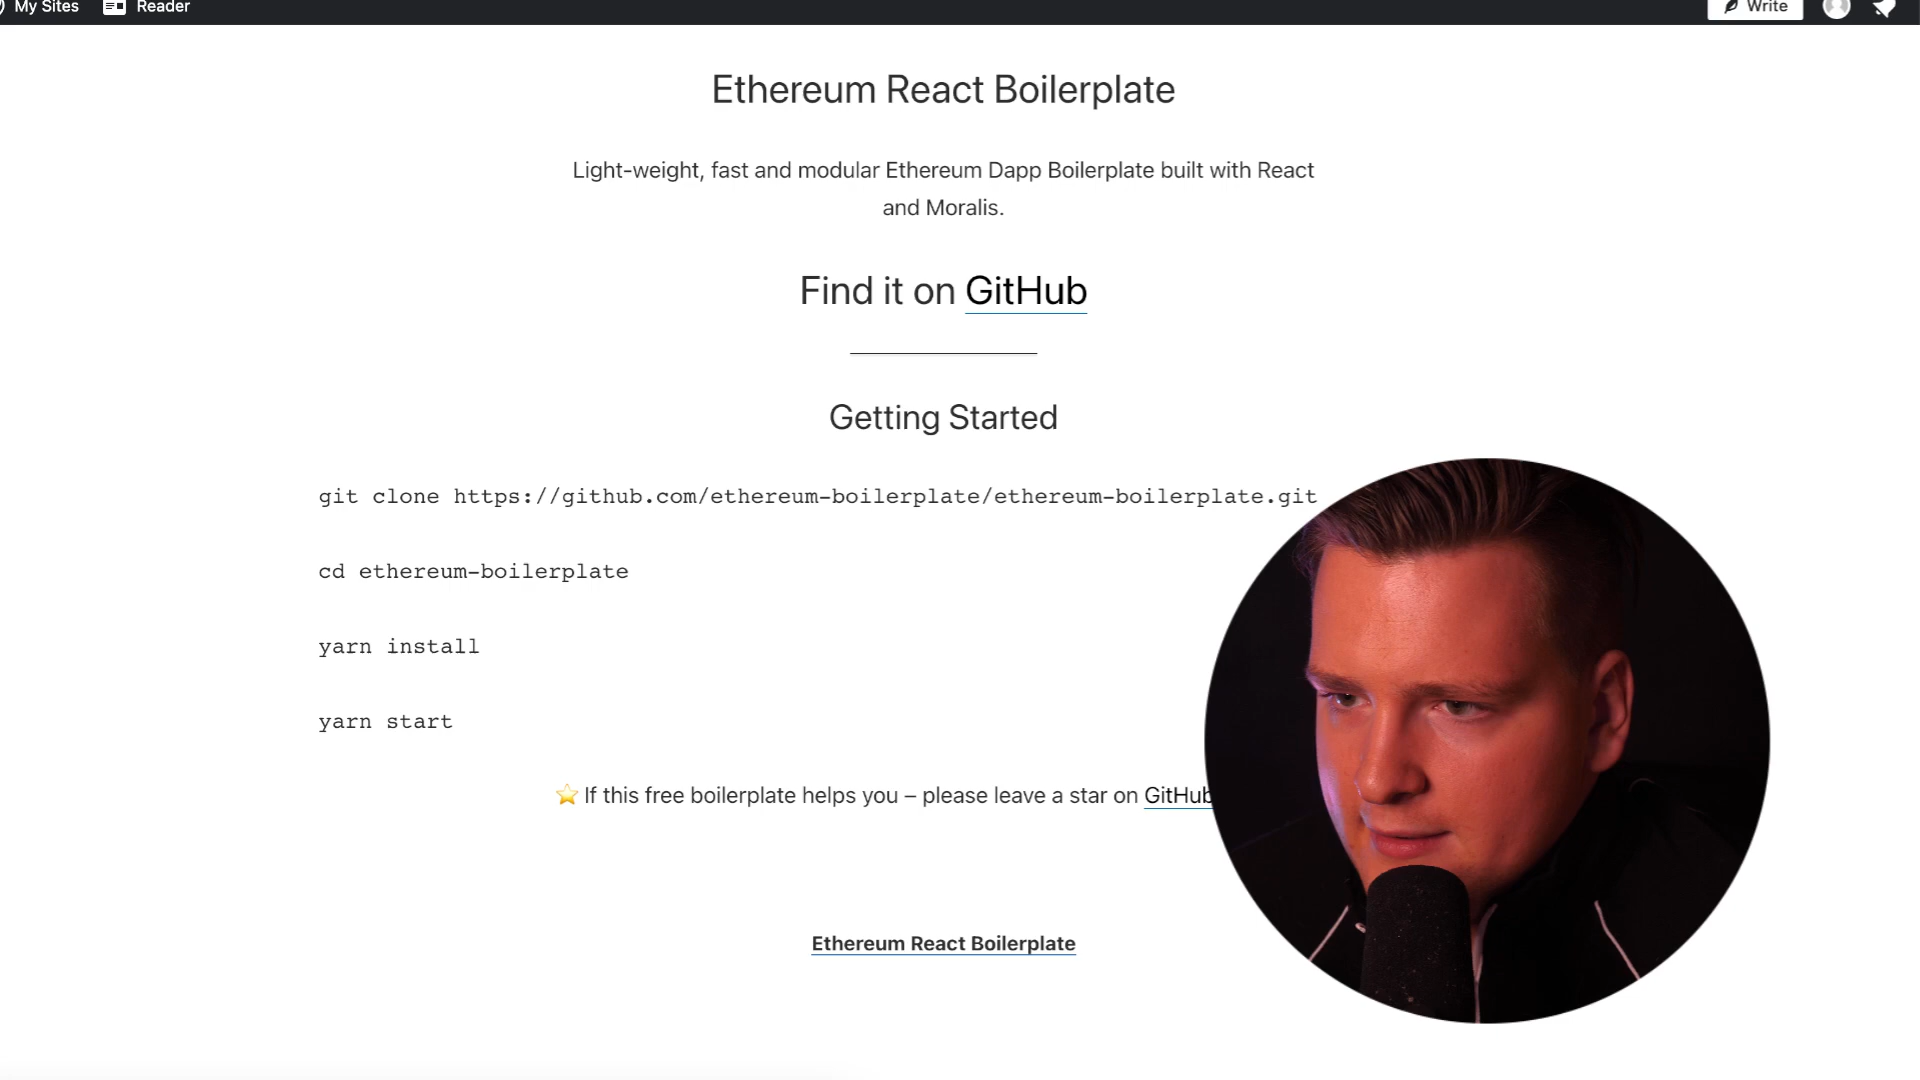 My Sites
Reader
Write
Ethereum React Boilerplate
Light-weight, fast and modular Ethereum Dapp Boilerplate built with React
and Moralis.
Find it on GitHub
Getting Started
git clone https://github.com/ethereum-boilerplate/ethereum-boilerplate.git
cd ethereum-boilerplate
yarn install
yarn start
⭐ If this free boilerplate helps you – please leave a star on GitHub
Ethereum React Boilerplate